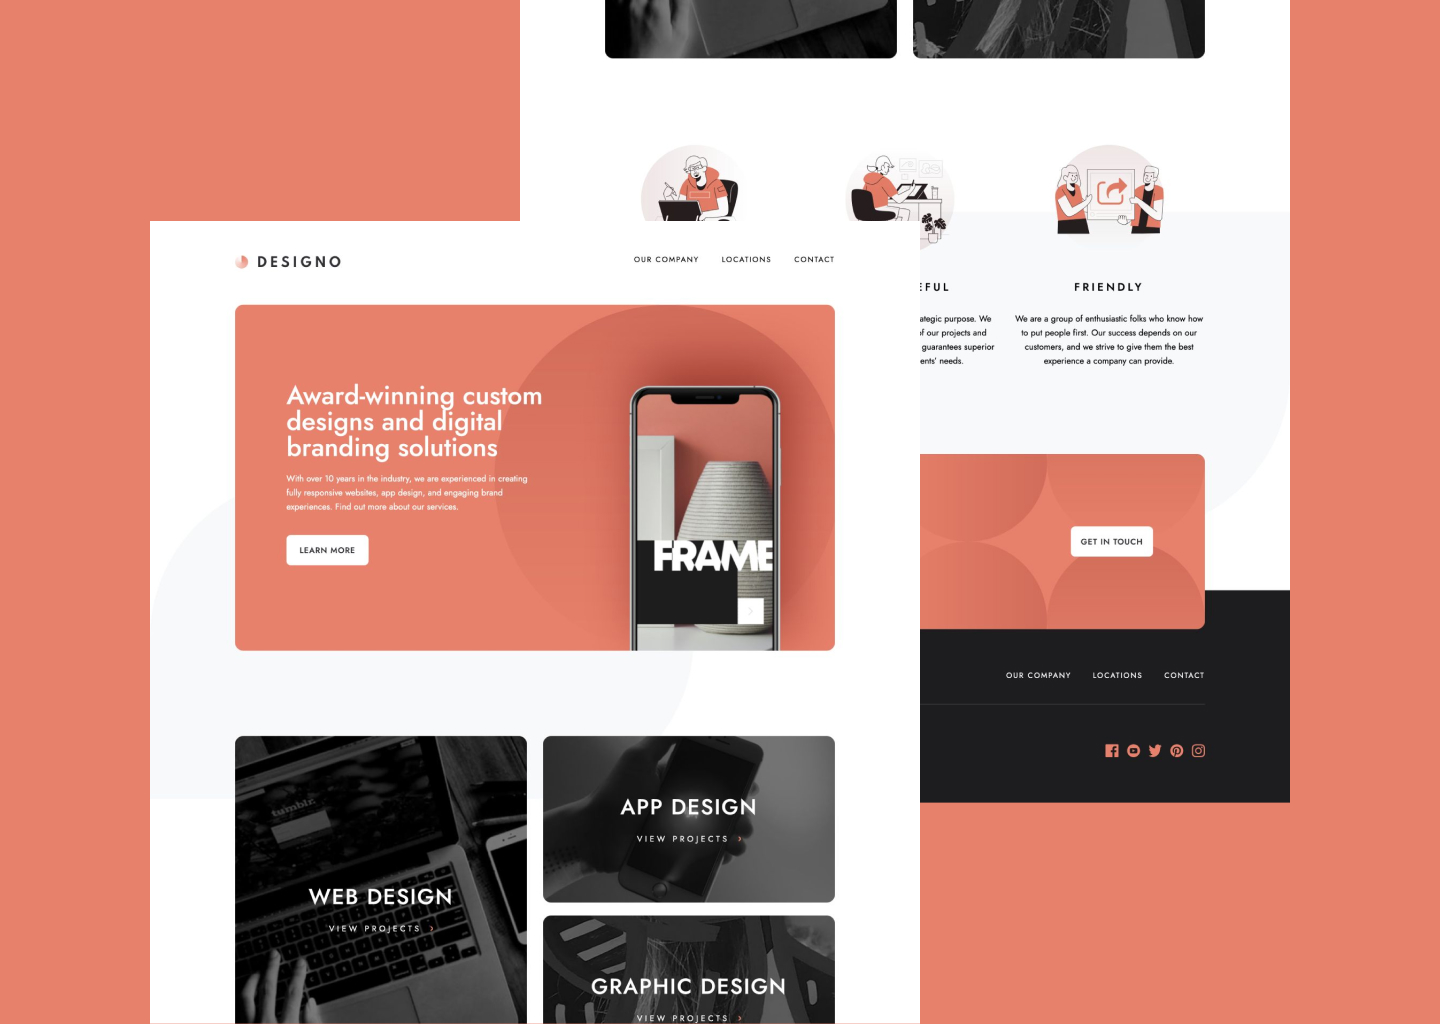 DESIGNO
OUR COMPANY LOCATIONS CONTACT
Award-winning custom
designs and digital
branding solutions
With over 10 years in the industry, we are experienced in creating
fully responsive websites, app design, and engaging brand
experiences. Find out more about our services.
LEARN MORE
FRAME
tumblr.
WEB DESIGN
VIEW PROJECTS
APP DESIGN
VIEW PROJECTS
GRAPHIC DESIGN
VIEW PROJECTS
EFUL
ategic purpose. We
of our projects and
guarantees superior
ents' needs.
FRIENDLY
We are a group of enthusiastic folks who know how
to put people first. Our success depends on our
customers, and we strive to give them the best
experience a company can provide.
GET IN TOUCH
OUR COMPANY LOCATIONS CONTACT